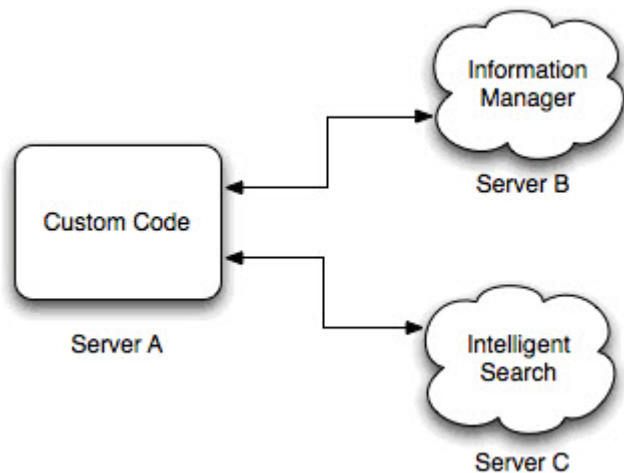 Information
Manager
Server B
Custom Code
Server A
Intelligent
Search
Server C